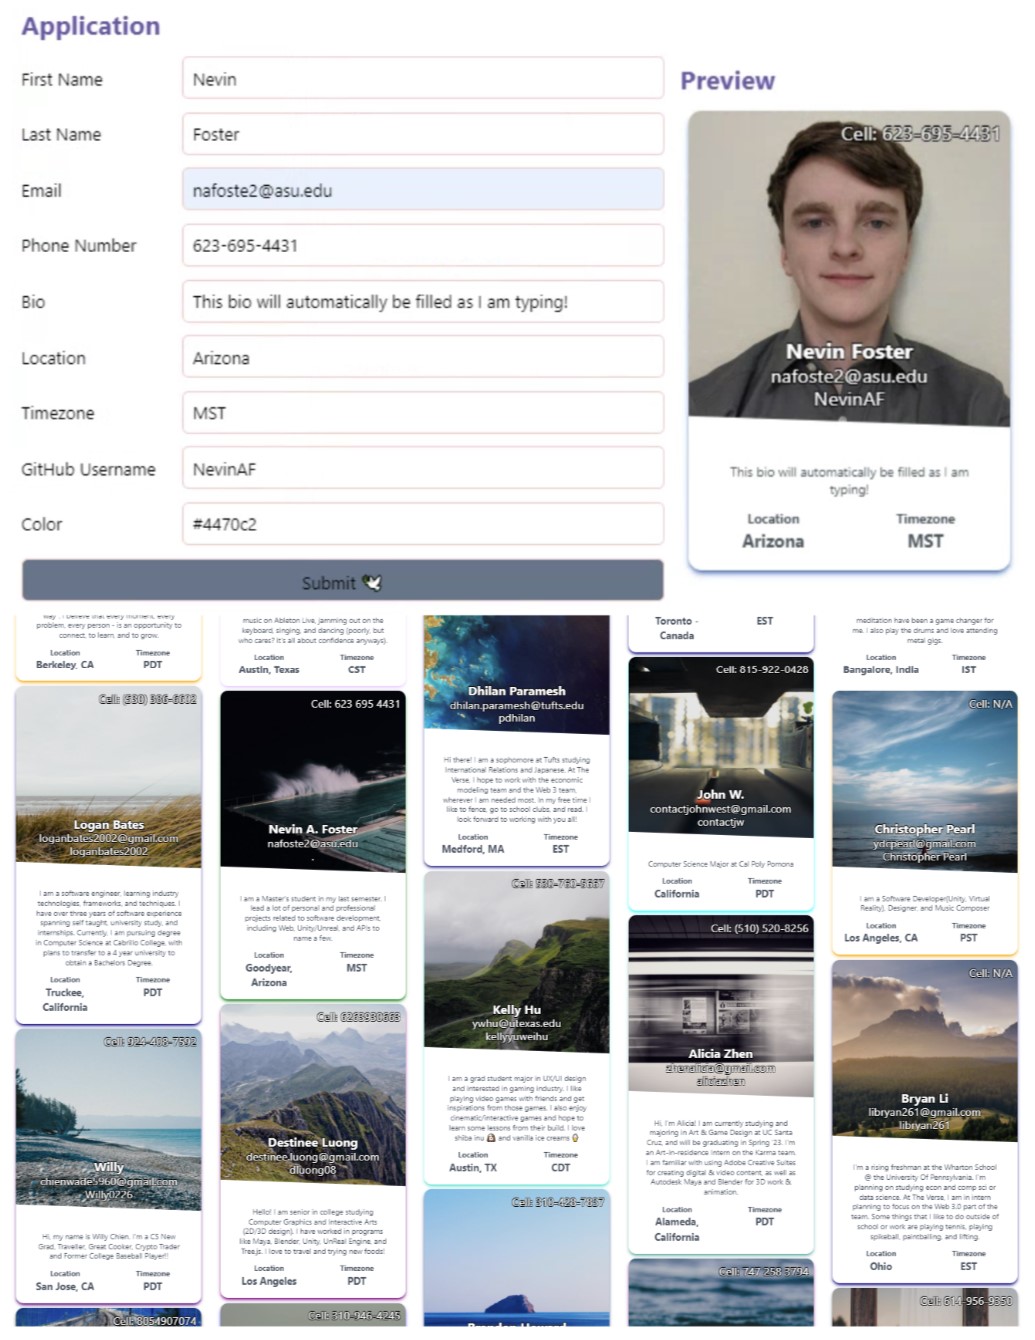 Application
First Name
Nevin
Last Name
Foster
Email
nafoste2@asu.edu
Phone Number
623-695-4431
Bio
This bio will automatically be filled as I am typing!
Location
Arizona
Timezone
MST
GitHub Username
NevinAF
Color
#4470c2
Submit 🕊
Preview
Cell: 623-695-4431
Nevin Foster
nafoste2@asu.edu
NevinAF
This bio will automatically be filled as I am
typing!
Location Timezone
Arizona MST
problem, every person - is an opportunity to
connect, to learn, and to grow.
Location Timezone
Berkeley, CA PDT
Logan Bates
loganbates2002@gmail.com
loganbates2002
I am a software engineer, learning industry
technologies, frameworks, and techniques. I
have over three years of software experience
spanning self taught, university study, and
internships. Currently, I am pursuing degree
in Computer Science at Cabrillo College, with
plans to transfer to a 4 year university to
obtain a Bachelors Degree.
Location Timezone
Truckee, PDT
California
Cell: 924-408-7592
Willy
chienwade5960@gmail.com
Willy0226
Hi, my name is Willy Chien. I'm a CS New
Grad, Traveller, Great Cooker, Crypto Trader
and Former College Baseball Player!!
Location Timezone
San Jose, CA PDT
Cell: 8054907074
music on Ableton Live, jamming out on the
keyboard, singing, and dancing (poorly, but
who cares? It's all about confidence anyways).
Location Timezone
Austin, Texas CST
Cell: 623 695 4431
Nevin A. Foster
nafoste2@asu.edu
.
I am a Master's student in my last semester. I
lead a lot of personal and professional
projects related to software development,
including Web, Unity/Unreal, and APIs to
name a few.
Location Timezone
Goodyear, MST
Arizona
Cell: 6263930663
Destinee Luong
destinee.luong@gmail.com
dluong08
Hello! I am senior in college studying
Computer Graphics and Interactive Arts
(2D/3D design). I have worked in programs
like Maya, Blender, Unity, UnReal Engine, and
Tree.js. I love to travel and trying new foods!
Location Timezone
Los Angeles PDT
Cell: 310-946-4245
Dhilan Paramesh
dhilan.paramesh@tufts.edu
pdhilan
Hi there! I am a sophomore at Tufts studying
International Relations and Japanese. At The
Verse, I hope to work with the economic
modeling team and the Web 3 team,
wherever I am needed most. In my free time I
like to fence, go to school clubs, and read. I
look forward to working with you all!
Location Timezone
Medford, MA EST
Kelly Hu
ywhu@utexas.edu
kellyyuweihu
I am a grad student major in UX/UI design
and interested in gaming industry. I like
playing video games with friends and get
inspirations from those games. I also enjoy
cinematic/interactive games and hope to
learn some lessons from their build. I love
shiba inu and vanilla ice creams
Location Timezone
Austin, TX CDT
Cell: 310-428-7957
Toronto - EST
Canada
Cell: 815-922-0428
John W.
contactjohnwest@gmail.com
contactjw
Computer Science Major at Cal Poly Pomona
Location Timezone
California PDT
Cell: (510) 520-8256
Alicia Zhen
zhenalicia@gmail.com
aliciazhen
Hi, I'm Alicia! I am currently studying and
majoring in Art & Game Design at UC Santa
Cruz, and will be graduating in Spring '23. I'm
an Art-in-residence Intern on the Karma team.
I am familiar with using Adobe Creative Suites
for creating digital & video content, as well as
Autodesk Maya and Blender for 3D work &
animation.
Location Timezone
Alameda, PDT
California
Cell: 747 258 3794
meditation have been a game changer for
me. I also play the drums and love attending
metal gigs.
Location Timezone
Bangalore, India IST
Cell: N/A
Christopher Pearl
ydcpearl@gmail.com
Christopher Pearl
I am a Software Developer(Unity, Virtual
Reality), Designer, and Music Composer
Location Timezone
Los Angeles, CA PST
Cell: N/A
Bryan Li
libryan261@gmail.com
libryan261
I'm a rising freshman at the Wharton School
@ the University Of Pennsylvania. I'm
planning on studying econ and comp sci or
data science. At The Verse, I am in intern
planning to focus on the Web 3.0 part of the
team. Some things that I like to do outside of
school or work are playing tennis, playing
spikeball, paintballing, and lifting.
Location Timezone
Ohio EST
Cell: 614-956-9350